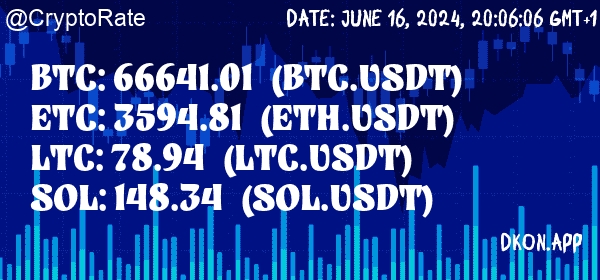 @CryptoRate
DATE: JUNE 16, 2024, 20:06:06 GMT+1
BTC: 66641.01 (BTC.USDT)
ETC: 3594.81 (ETH.USDT)
LTC: 78.94 (LTC.USDT)
SOL: 148.34 (SOL.USDT)
DKON.APP